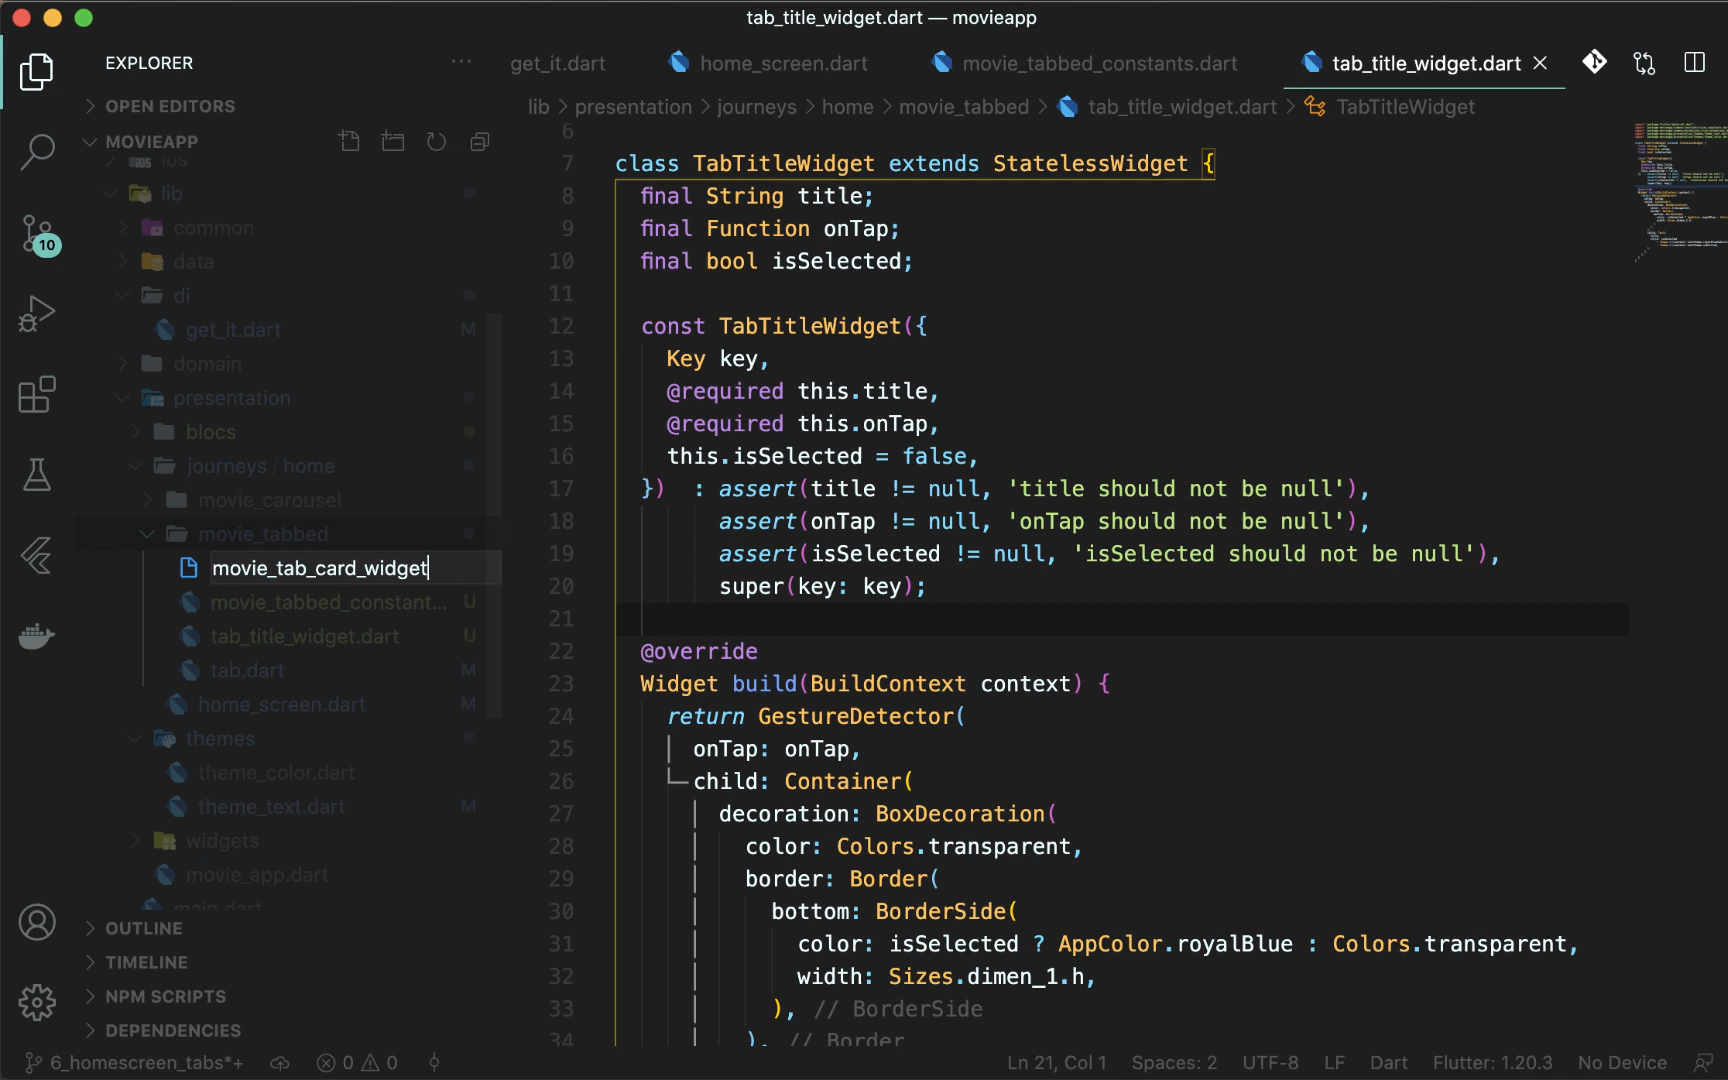 tab_title_widget.dart — movieapp
EXPLORER
get_it.dart
home_screen.dart
movie_tabbed_constants.dart
tab_title_widget.dart
OPEN EDITORS
lib > presentation > journeys > home > movie_tabbed > tab_title_widget.dart > TabTitleWidget
MOVIEAPP
ios
lib
common
data
di
get_it.dart M
domain
presentation
blocs
journeys / home
movie_carousel
movie_tabbed
movie_tab_card_widget
movie_tabbed_constant... U
tab_title_widget.dart U
tab.dart M
home_screen.dart M
themes
theme_color.dart
theme_text.dart M
widgets
movie_app.dart
main.dart
OUTLINE
TIMELINE
NPM SCRIPTS
DEPENDENCIES
10
6
7 class TabTitleWidget extends StatelessWidget {
8 final String title;
9 final Function onTap;
10 final bool isSelected;
11
12 const TabTitleWidget({
13 Key key,
14 @required this.title,
15 @required this.onTap,
16 this.isSelected = false,
17 }) : assert(title != null, 'title should not be null'),
18 assert(onTap != null, 'onTap should not be null'),
19 assert(isSelected != null, 'isSelected should not be null'),
20 super(key: key);
21
22 @override
23 Widget build(BuildContext context) {
24 return GestureDetector(
25 onTap: onTap,
26 child: Container(
27 decoration: BoxDecoration(
28 color: Colors.transparent,
29 border: Border(
30 bottom: BorderSide(
31 color: isSelected ? AppColor.royalBlue : Colors.transparent,
32 width: Sizes.dimen_1.h,
33 ), // BorderSide
34 ), // Border
6_homescreen_tabs*+ 0 0 Ln 21, Col 1 Spaces: 2 UTF-8 LF Dart Flutter: 1.20.3 No Device